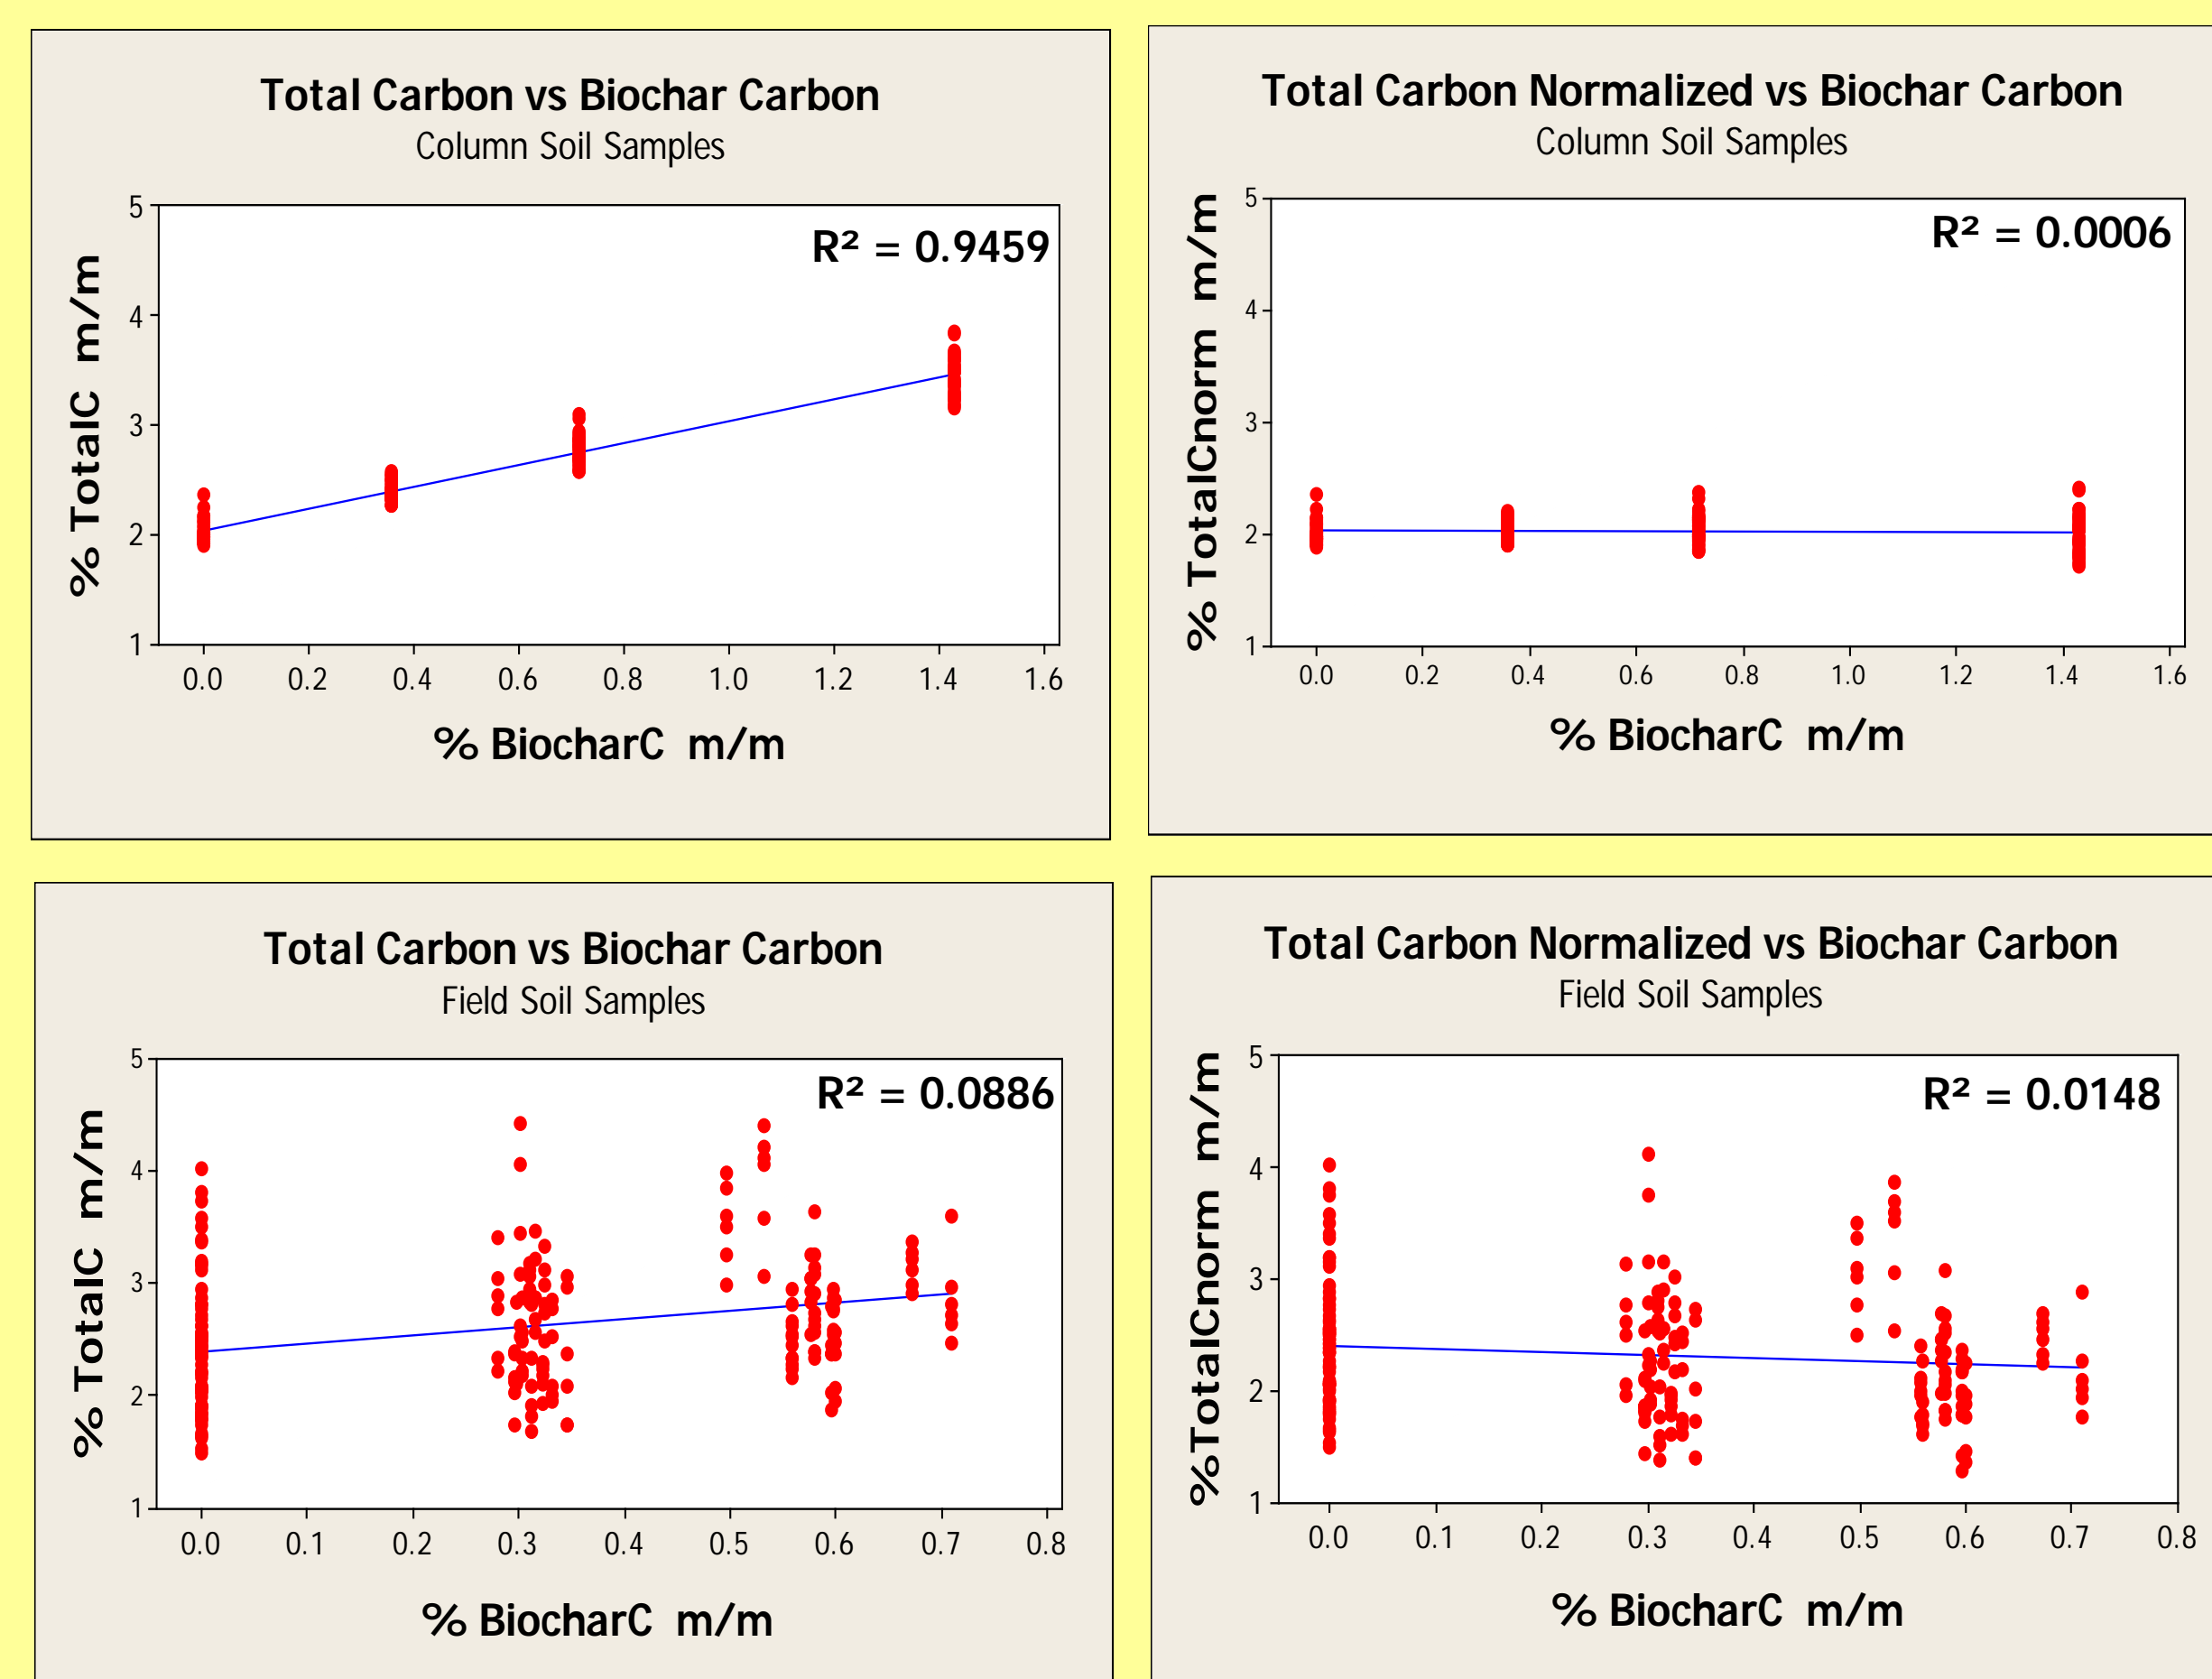 Total Carbon vs Biochar Carbon
Column Soil Samples
R² = 0.9459
% TotalC m/m
5
4
3
2
1
0.0 0.2 0.4 0.6 0.8 1.0 1.2 1.4 1.6
% BiocharC m/m
Total Carbon Normalized vs Biochar Carbon
Column Soil Samples
R² = 0.0006
% TotalCnorm m/m
5
4
3
2
1
0.0 0.2 0.4 0.6 0.8 1.0 1.2 1.4 1.6
% BiocharC m/m
Total Carbon vs Biochar Carbon
Field Soil Samples
R² = 0.0886
% TotalC m/m
5
4
3
2
1
0.0 0.1 0.2 0.3 0.4 0.5 0.6 0.7 0.8
% BiocharC m/m
Total Carbon Normalized vs Biochar Carbon
Field Soil Samples
R² = 0.0148
%TotalCnorm m/m
5
4
3
2
1
0.0 0.1 0.2 0.3 0.4 0.5 0.6 0.7 0.8
% BiocharC m/m